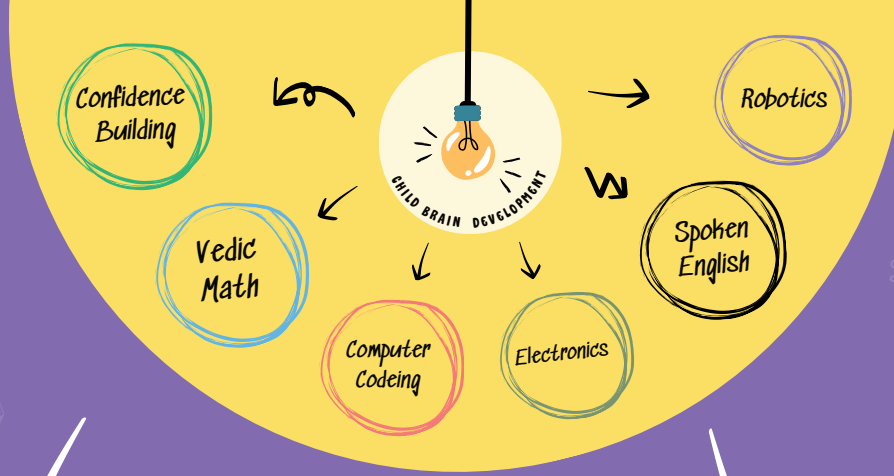 Confidence
Building
Robotics
CHILD BRAIN DEVELOPMENT
Vedic
Math
Spoken
English
Computer
Codeing
Electronics